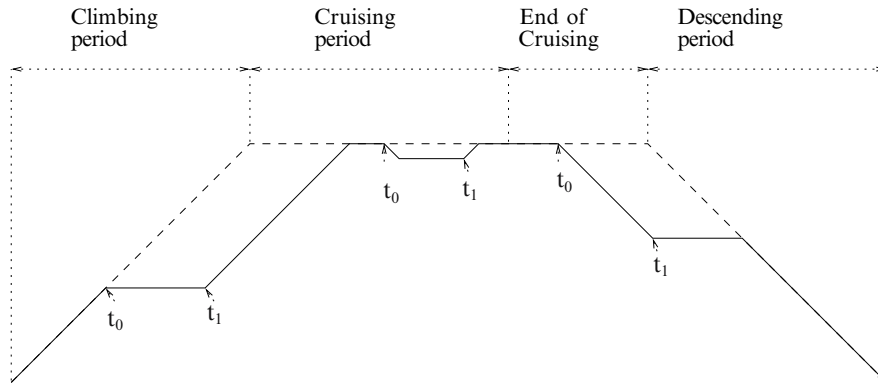 Climbing
period
Cruising
period
End of
Cruising
Descending
period
t0
t1
t0
t1
t0
t1